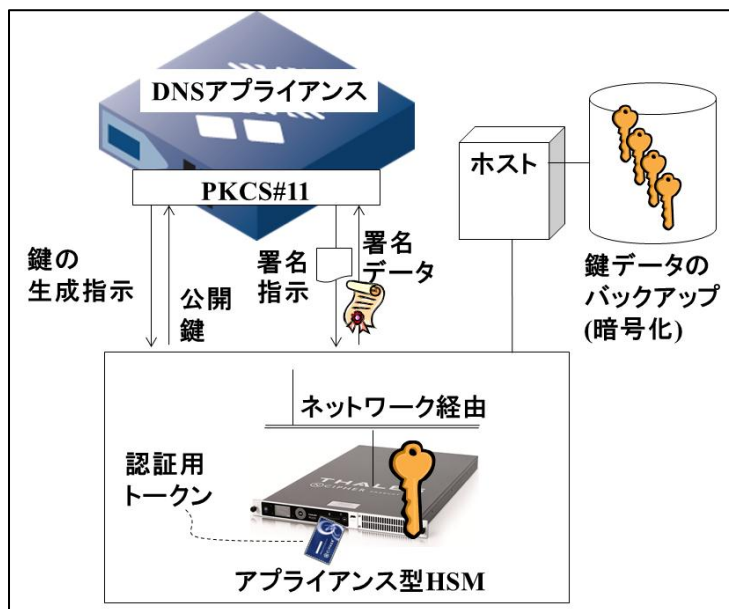 DNSアプライアンス
PKCS#11
ホスト
鍵の
生成指示
公開
鍵
署名
指示
署名
データ
鍵データの
バックアップ
(暗号化)
ネットワーク経由
認証用
トークン
THALES
アプライアンス型HSM